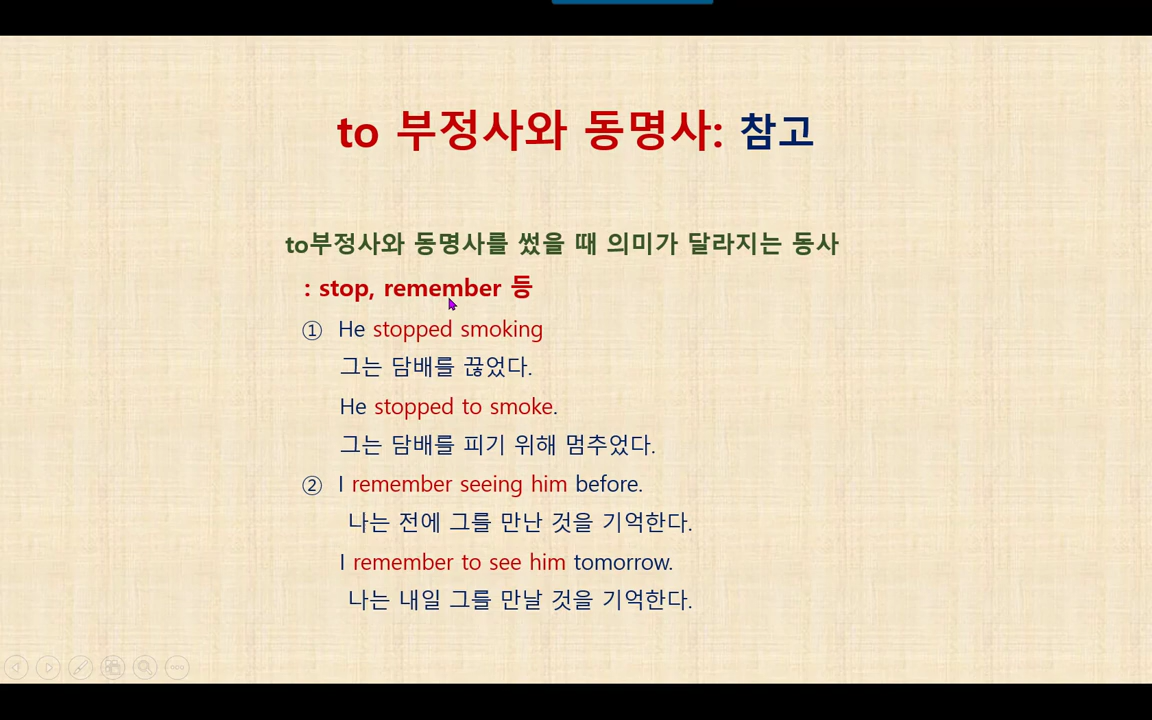 to 부정사와 동명사: 참고
to부정사와 동명사를 썼을 때 의미가 달라지는 동사
: stop, remember 등
① He stopped smoking
그는 담배를 끊었다.
He stopped to smoke.
그는 담배를 피기 위해 멈추었다.
② I remember seeing him before.
나는 전에 그를 만난 것을 기억한다.
I remember to see him tomorrow.
나는 내일 그를 만날 것을 기억한다.